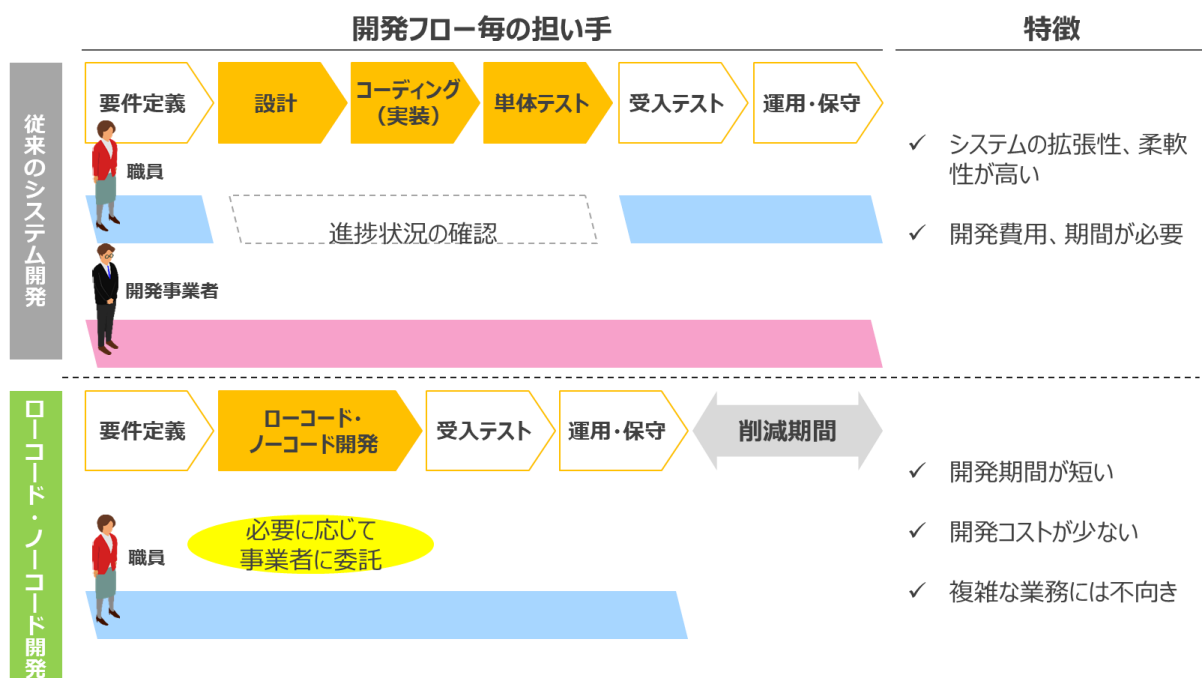 開発フロー毎の担い手
特徴
従来のシステム開発
要件定義
設計
コーディング
（実装）
単体テスト
受入テスト
運用・保守
職員
進捗状況の確認
開発事業者
✓ システムの拡張性、柔軟
性が高い
✓ 開発費用、期間が必要
ローコード・ノーコード開発
要件定義
ローコード・
ノーコード開発
受入テスト
運用・保守
削減期間
職員
必要に応じて
事業者に委託
✓ 開発期間が短い
✓ 開発コストが少ない
✓ 複雑な業務には不向き